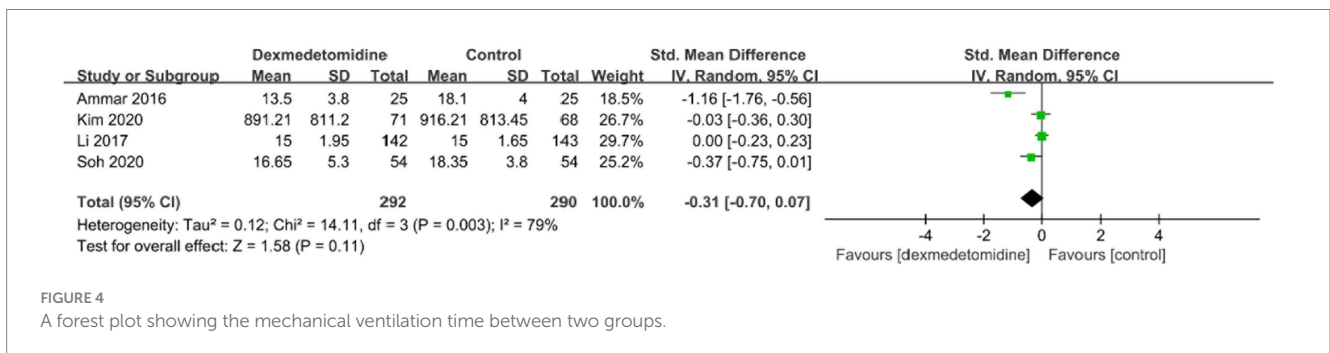 Dexmedetomidine Control Std. Mean Difference Std. Mean Difference
Study or Subgroup Mean SD Total Mean SD Total Weight IV, Random, 95% CI IV, Random, 95% CI
Ammar 2016 13.5 3.8 25 18.1 4 25 18.5% -1.16 [-1.76, -0.56]
Kim 2020 891.21 811.2 71 916.21 813.45 68 26.7% -0.03 [-0.36, 0.30]
Li 2017 15 1.95 142 15 1.65 143 29.7% 0.00 [-0.23, 0.23]
Soh 2020 16.65 5.3 54 18.35 3.8 54 25.2% -0.37 [-0.75, 0.01]
Total (95% CI) 292 290 100.0% -0.31 [-0.70, 0.07]
Heterogeneity: Tau² = 0.12; Chi² = 14.11, df = 3 (P = 0.003); I² = 79%
Test for overall effect: Z = 1.58 (P = 0.11)
-4 -2 0 2 4
Favours [dexmedetomidine] Favours [control]
FIGURE 4
A forest plot showing the mechanical ventilation time between two groups.